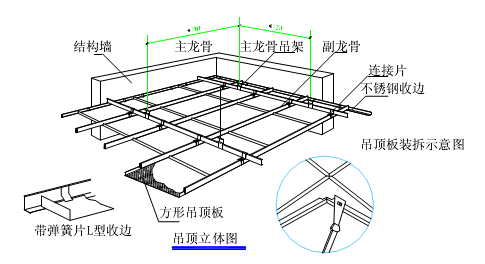 结构墙
主龙骨
主龙骨吊架
副龙骨
连接片
不锈钢收边
吊顶板装拆示意图
方形吊顶板
带弹簧片L型收边
吊顶立体图